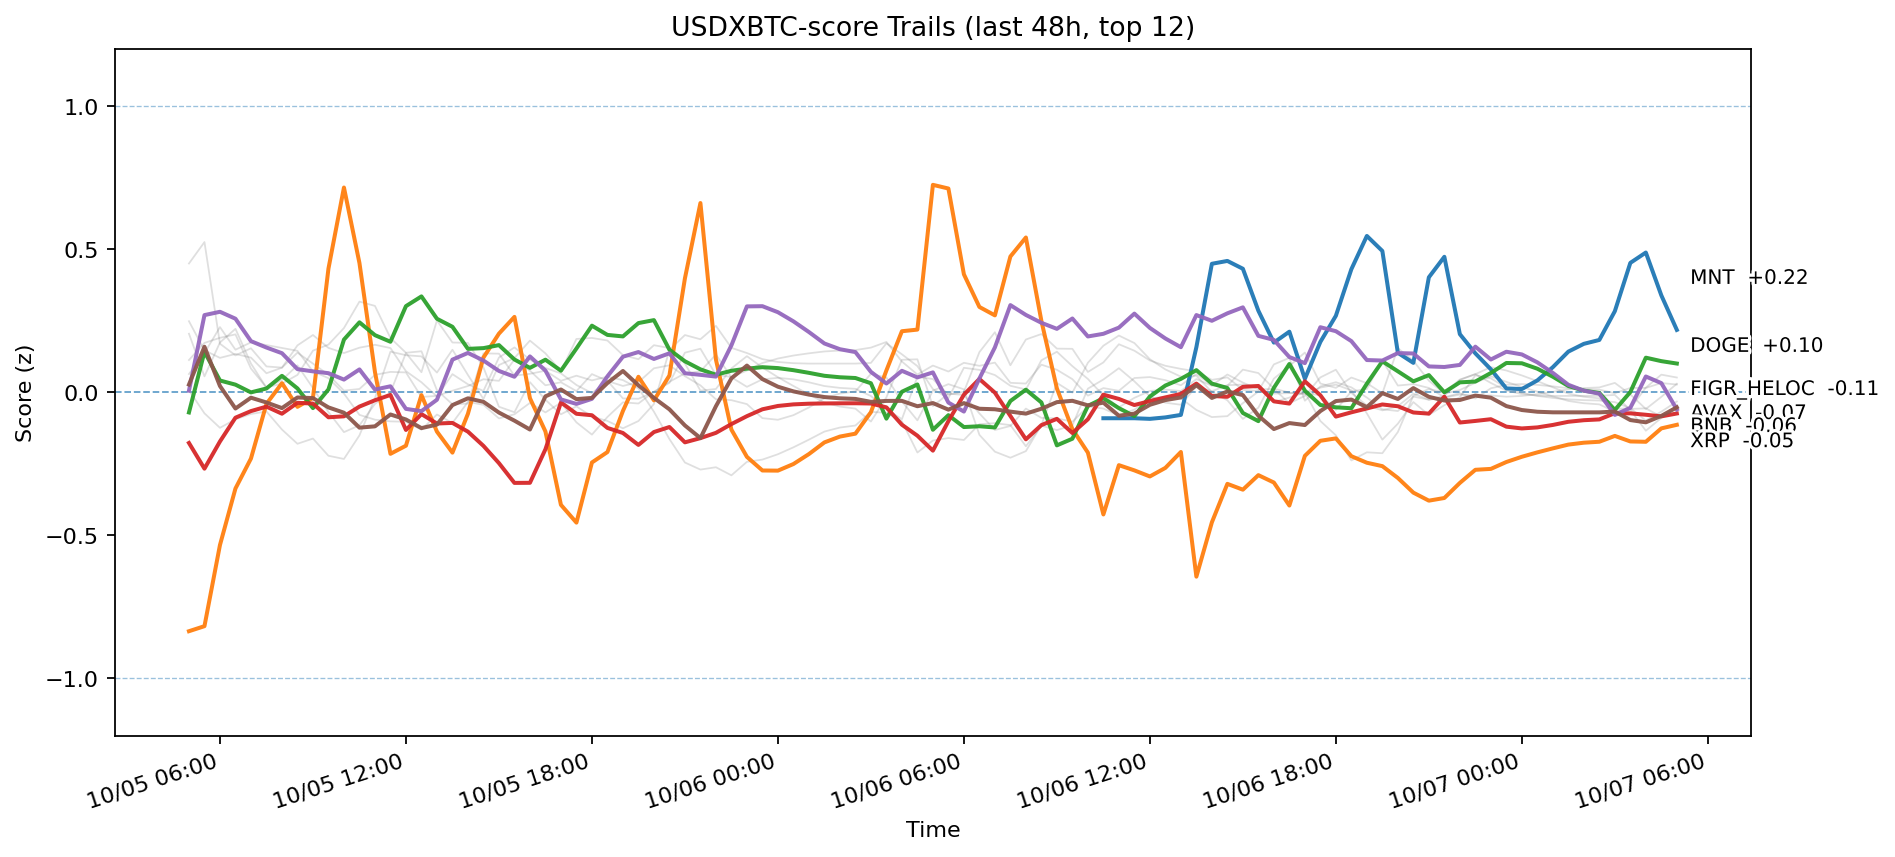 USDXBTC-score Trails (last 48h, top 12)
Score (z)
1.0
0.5
0.0
−0.5
−1.0
MNT +0.22
DOGE +0.10
FIGR_HELOC -0.11
AVAX -0.07
BNB -0.06
XRP -0.05
10/05 06:00
10/05 12:00
10/05 18:00
10/06 00:00
10/06 06:00
10/06 12:00
10/06 18:00
10/07 00:00
10/07 06:00
Time